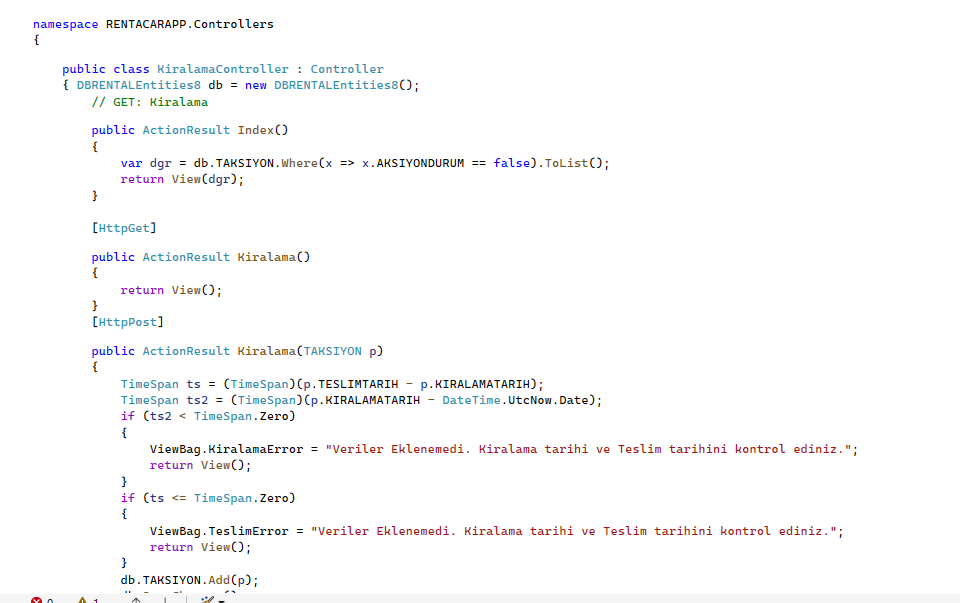 namespace RENTACARAPP.Controllers
{
public class KiralamaController : Controller
{ DBRENTALEntities8 db = new DBRENTALEntities8();
// GET: Kiralama
public ActionResult Index()
{
var dgr = db.TAKSIYON.Where(x => x.AKSIYONDURUM == false).ToList();
return View(dgr);
}
[HttpGet]
public ActionResult Kiralama()
{
return View();
}
[HttpPost]
public ActionResult Kiralama(TAKSIYON p)
{
TimeSpan ts = (TimeSpan)(p.TESLIMTARIH - p.KIRALAMATARIH);
TimeSpan ts2 = (TimeSpan)(p.KIRALAMATARIH - DateTime.UtcNow.Date);
if (ts2 < TimeSpan.Zero)
{
ViewBag.KiralamaError = "Veriler Eklenemedi. Kiralama tarihi ve Teslim tarihini kontrol ediniz.";
return View();
}
if (ts <= TimeSpan.Zero)
{
ViewBag.TeslimError = "Veriler Eklenemedi. Kiralama tarihi ve Teslim tarihini kontrol ediniz.";
return View();
}
db.TAKSIYON.Add(p);